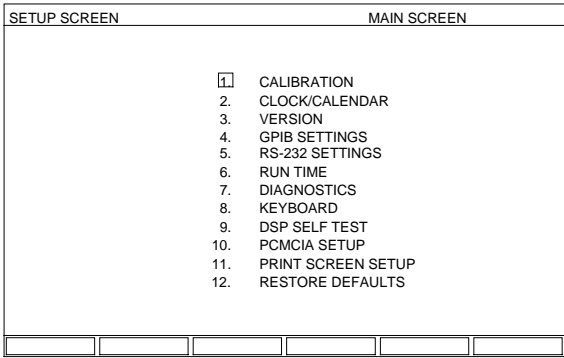 SETUP SCREEN MAIN SCREEN
1. CALIBRATION
2. CLOCK/CALENDAR
3. VERSION
4. GPIB SETTINGS
5. RS-232 SETTINGS
6. RUN TIME
7. DIAGNOSTICS
8. KEYBOARD
9. DSP SELF TEST
10. PCMCIA SETUP
11. PRINT SCREEN SETUP
12. RESTORE DEFAULTS